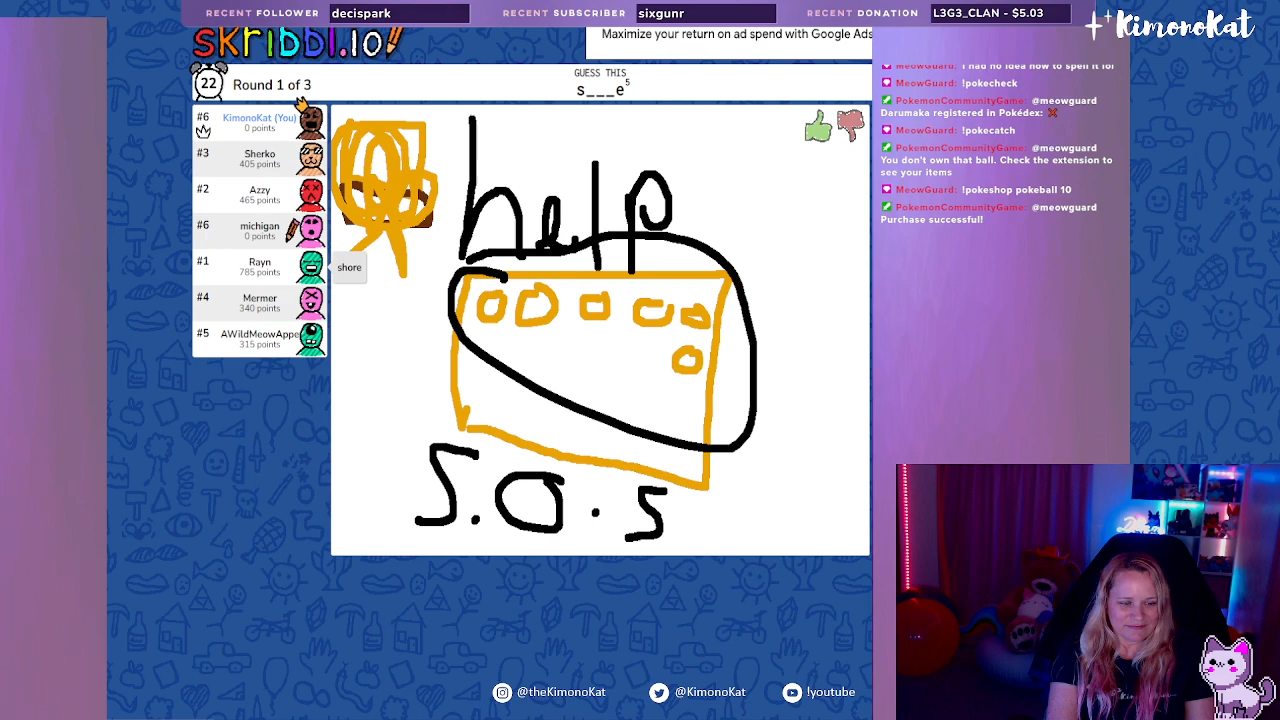 RECENT FOLLOWER decispark RECENT SUBSCRIBER sixgunr RECENT DONATION L3G3_CLAN - $5.03
KimonoKat
skribbl.io
Maximize your return on ad spend with Google Ads
22
Round 1 of 3
GUESS THIS
s___e5
#6 KimonoKat (You)
0 points
#3 Sherko
405 points
#2 Azzy
465 points
#6 michigan
0 points
#1 Rayn
785 points
shore
#4 Mermer
340 points
#5 AWildMeowAppe
315 points
help
S.O.S
MeowGuard: I had no idea how to spell it lol
MeowGuard: !pokecheck
PokemonCommunityGame: @meowguard
Darumaka registered in Pokédex: ❌
MeowGuard: !pokecatch
PokemonCommunityGame: @meowguard
You don't own that ball. Check the extension to
see your items
MeowGuard: !pokeshop pokeball 10
PokemonCommunityGame: @meowguard
Purchase successful!
@theKimonoKat @KimonoKat !youtube